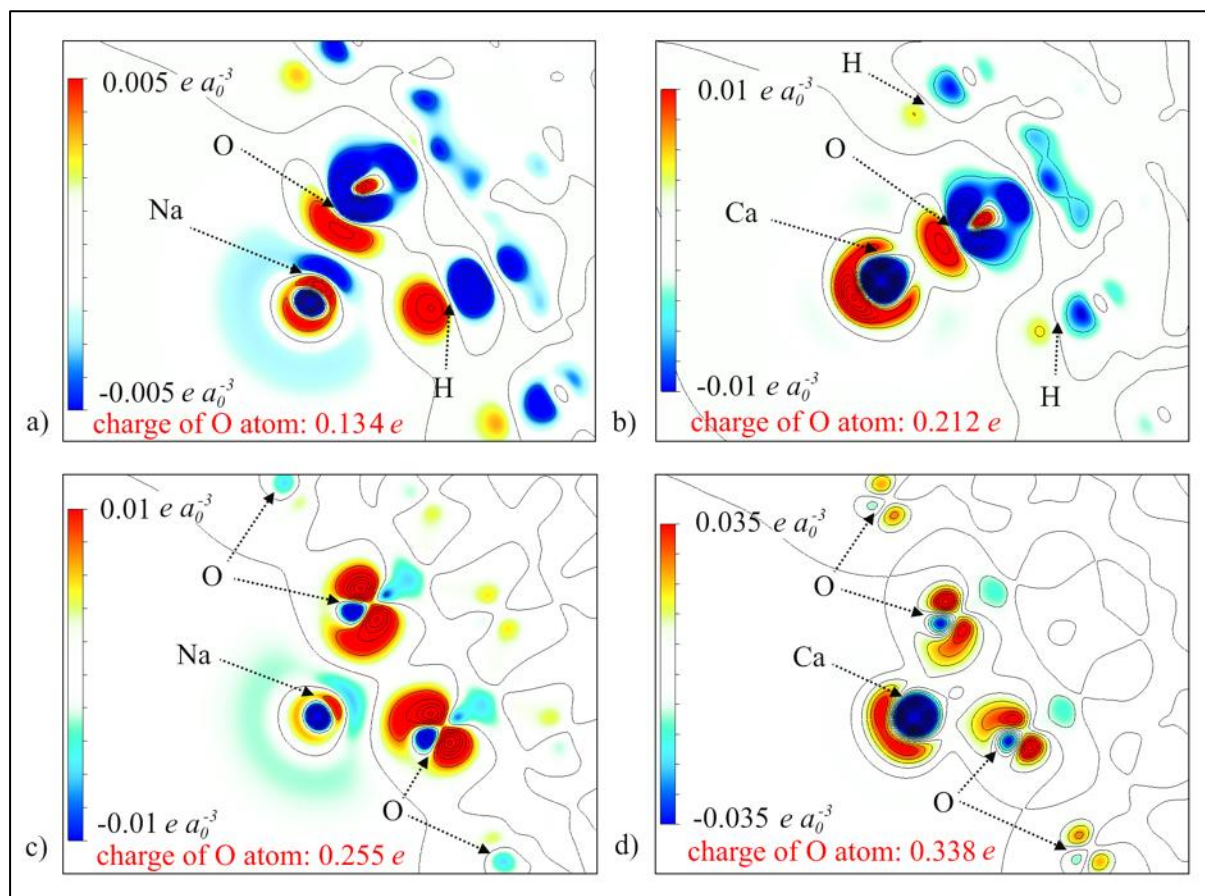 0.005 e a₀⁻³
O
Na
H
-0.005 e a₀⁻³
a)
charge of O atom: 0.134 e
0.01 e a₀⁻³
H
O
Ca
H
-0.01 e a₀⁻³
b)
charge of O atom: 0.212 e
0.01 e a₀⁻³
O
Na
O
-0.01 e a₀⁻³
c)
charge of O atom: 0.255 e
0.035 e a₀⁻³
O
Ca
O
-0.035 e a₀⁻³
d)
charge of O atom: 0.338 e